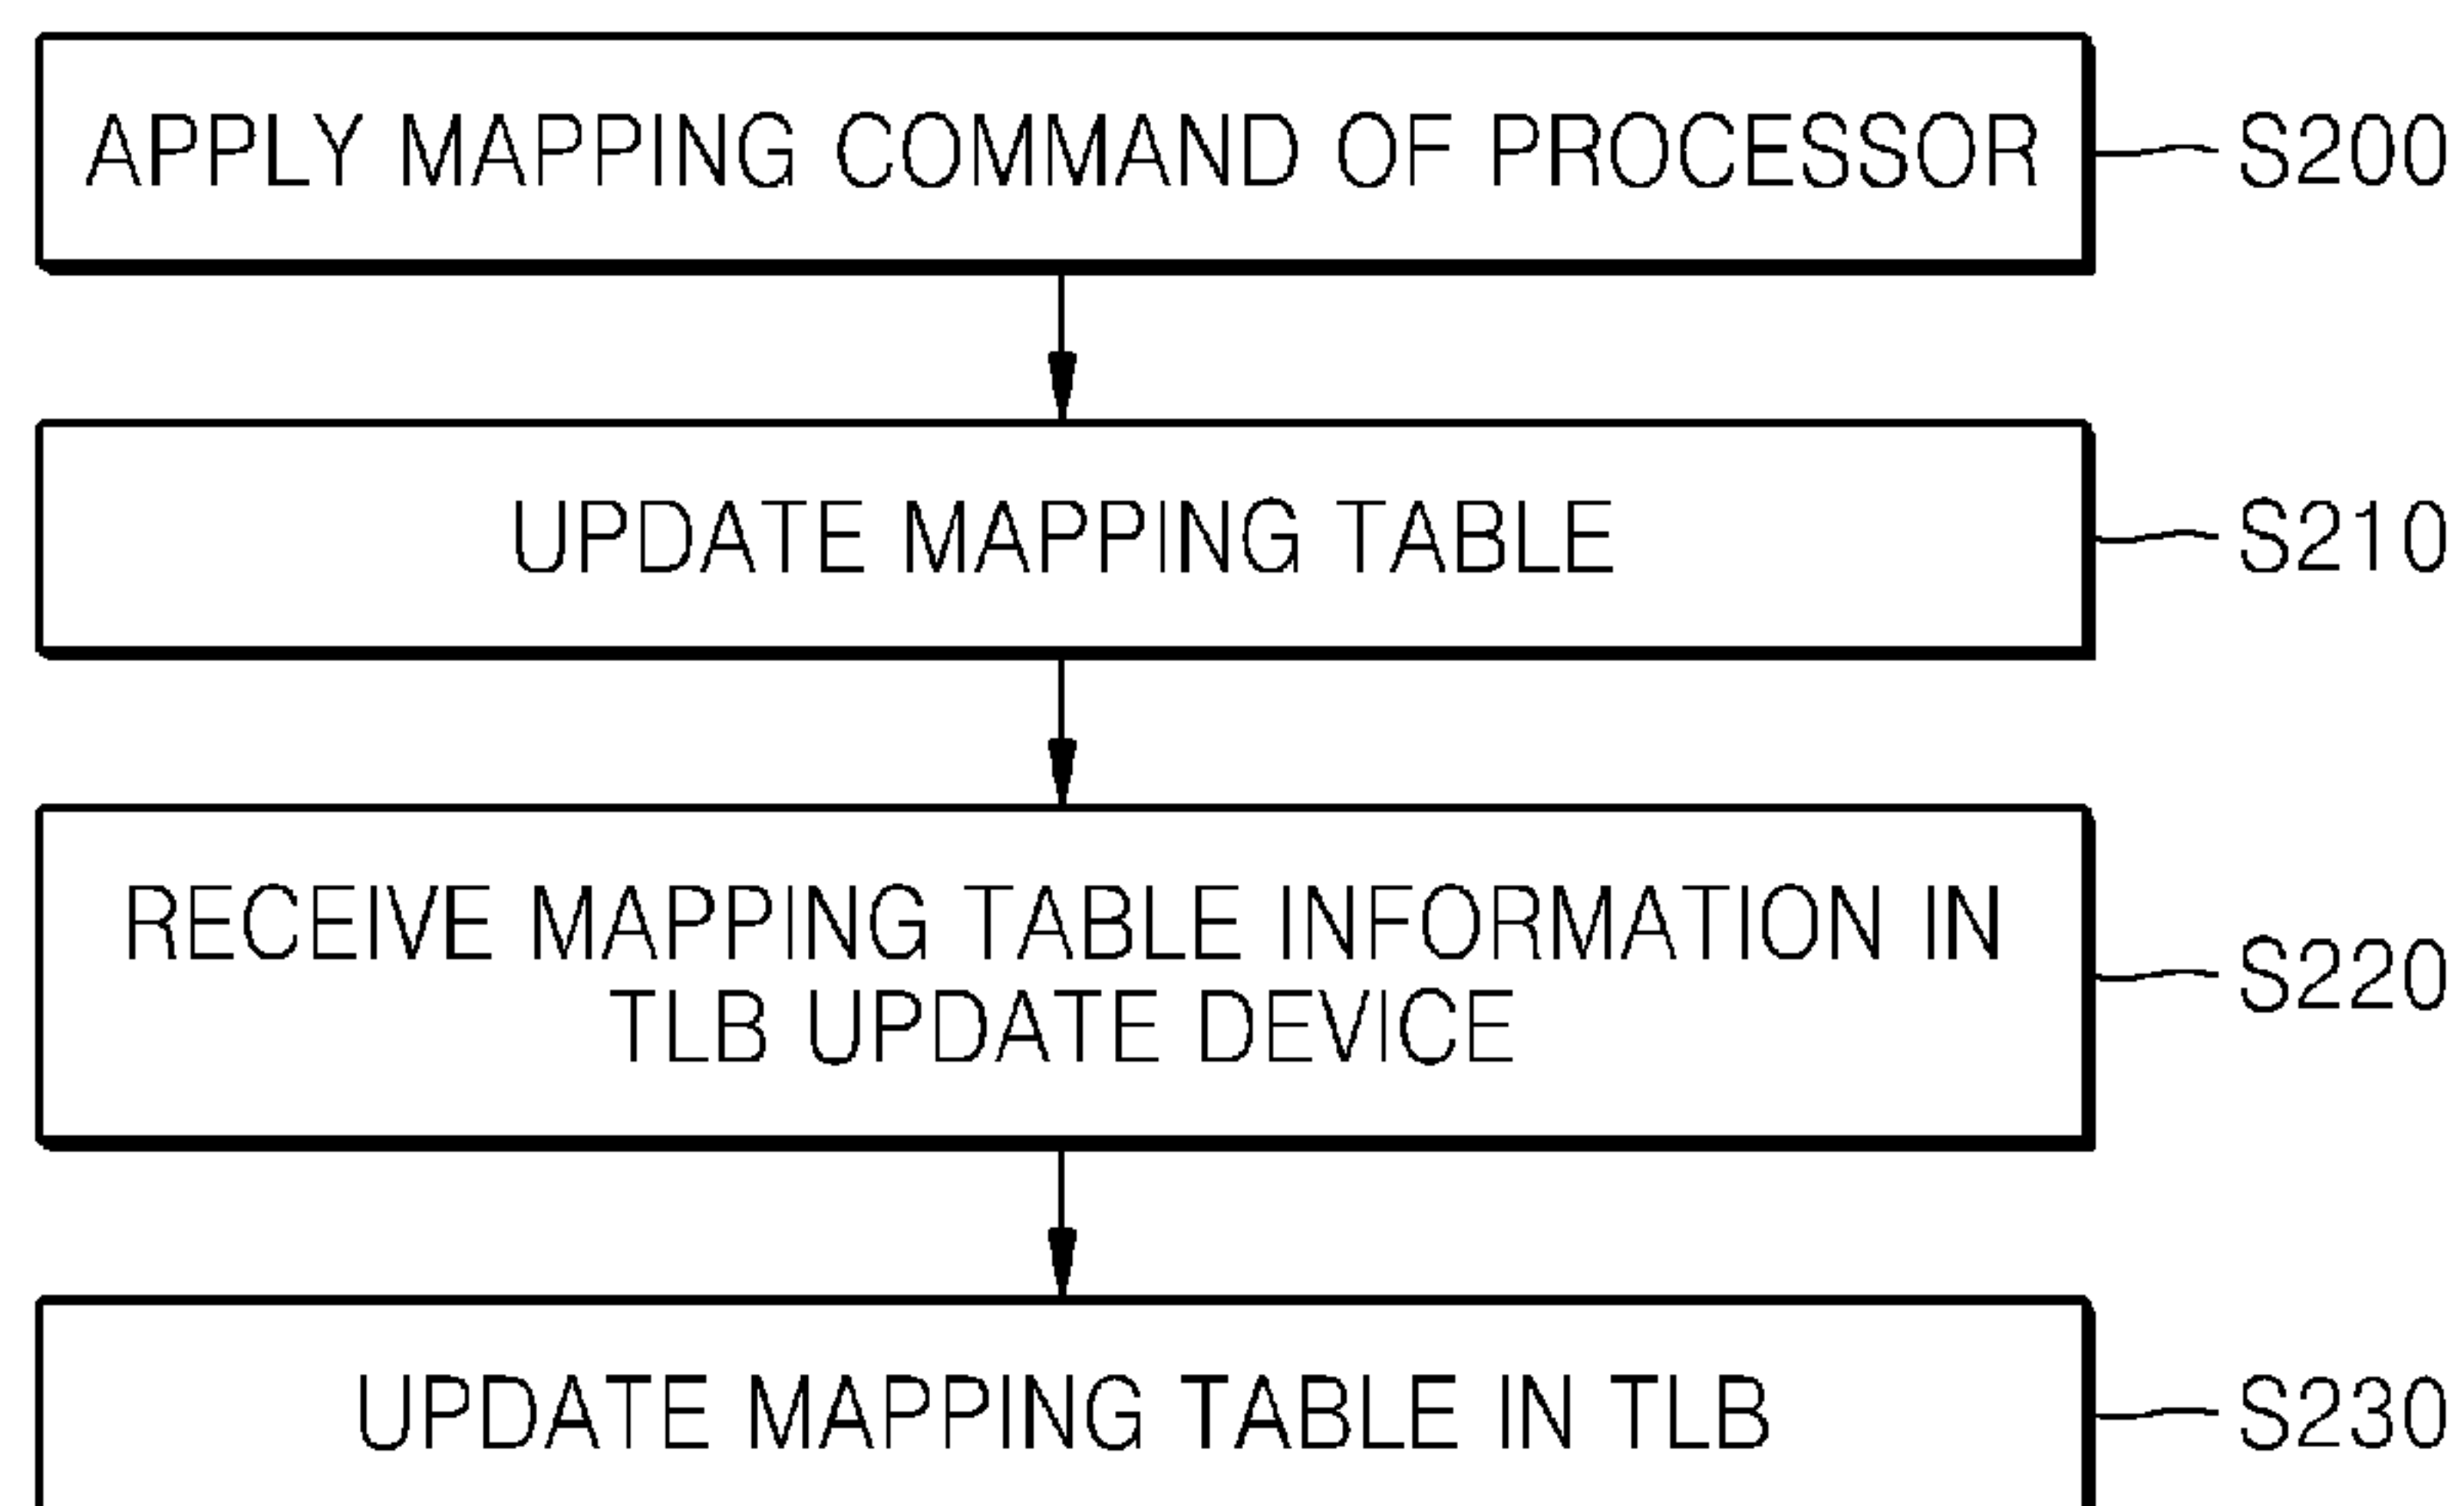 APPLY MAPPING COMMAND OF PROCESSOR
S200
UPDATE MAPPING TABLE
S210
RECEIVE MAPPING TABLE INFORMATION IN
TLB UPDATE DEVICE
S220
UPDATE MAPPING TABLE IN TLB
S230